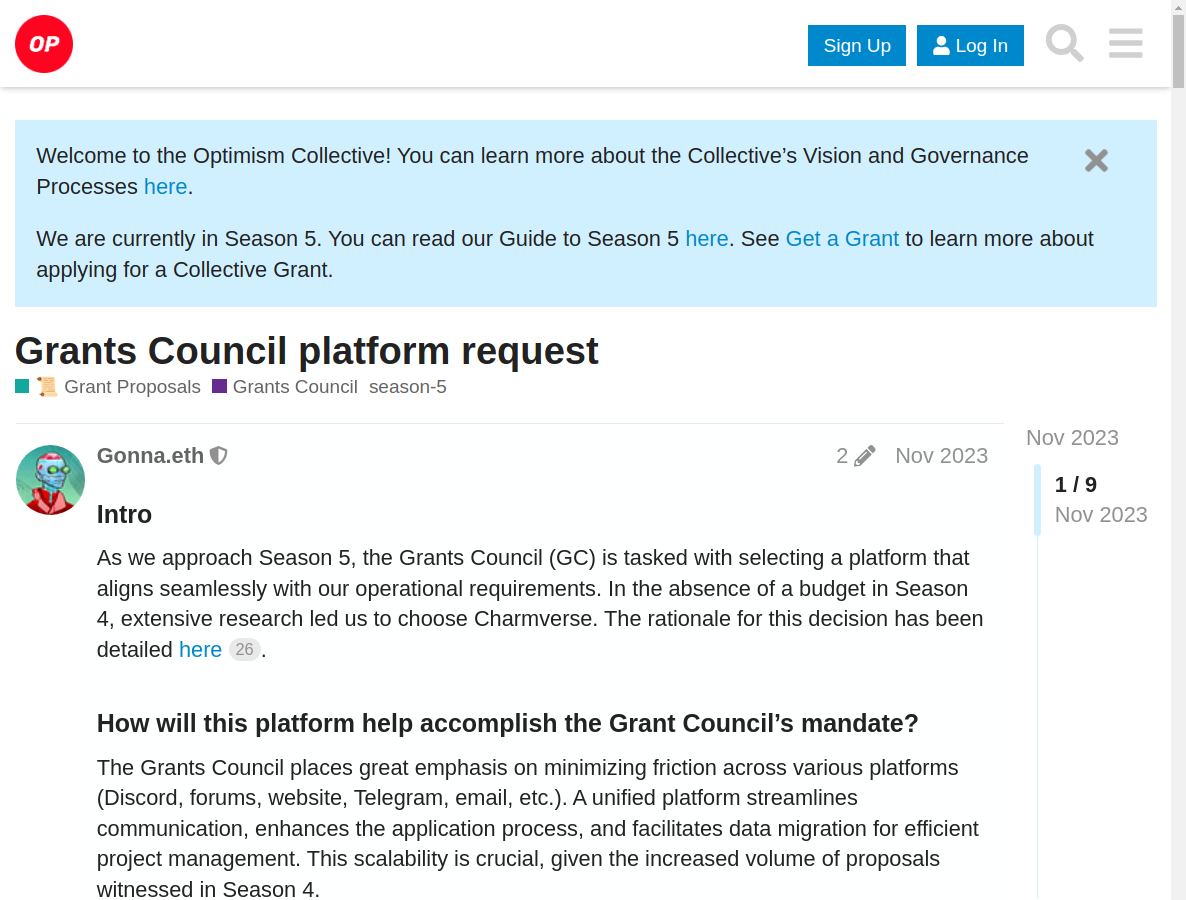 OP
Sign Up
Log In
Welcome to the Optimism Collective! You can learn more about the Collective’s Vision and Governance
Processes here.
We are currently in Season 5. You can read our Guide to Season 5 here. See Get a Grant to learn more about
applying for a Collective Grant.
Grants Council platform request
📜 Grant Proposals Grants Council season-5
Gonna.eth 2 Nov 2023
Nov 2023
1 / 9
Nov 2023
Intro
As we approach Season 5, the Grants Council (GC) is tasked with selecting a platform that
aligns seamlessly with our operational requirements. In the absence of a budget in Season
4, extensive research led us to choose Charmverse. The rationale for this decision has been
detailed here 26.
How will this platform help accomplish the Grant Council’s mandate?
The Grants Council places great emphasis on minimizing friction across various platforms
(Discord, forums, website, Telegram, email, etc.). A unified platform streamlines
communication, enhances the application process, and facilitates data migration for efficient
project management. This scalability is crucial, given the increased volume of proposals
witnessed in Season 4.